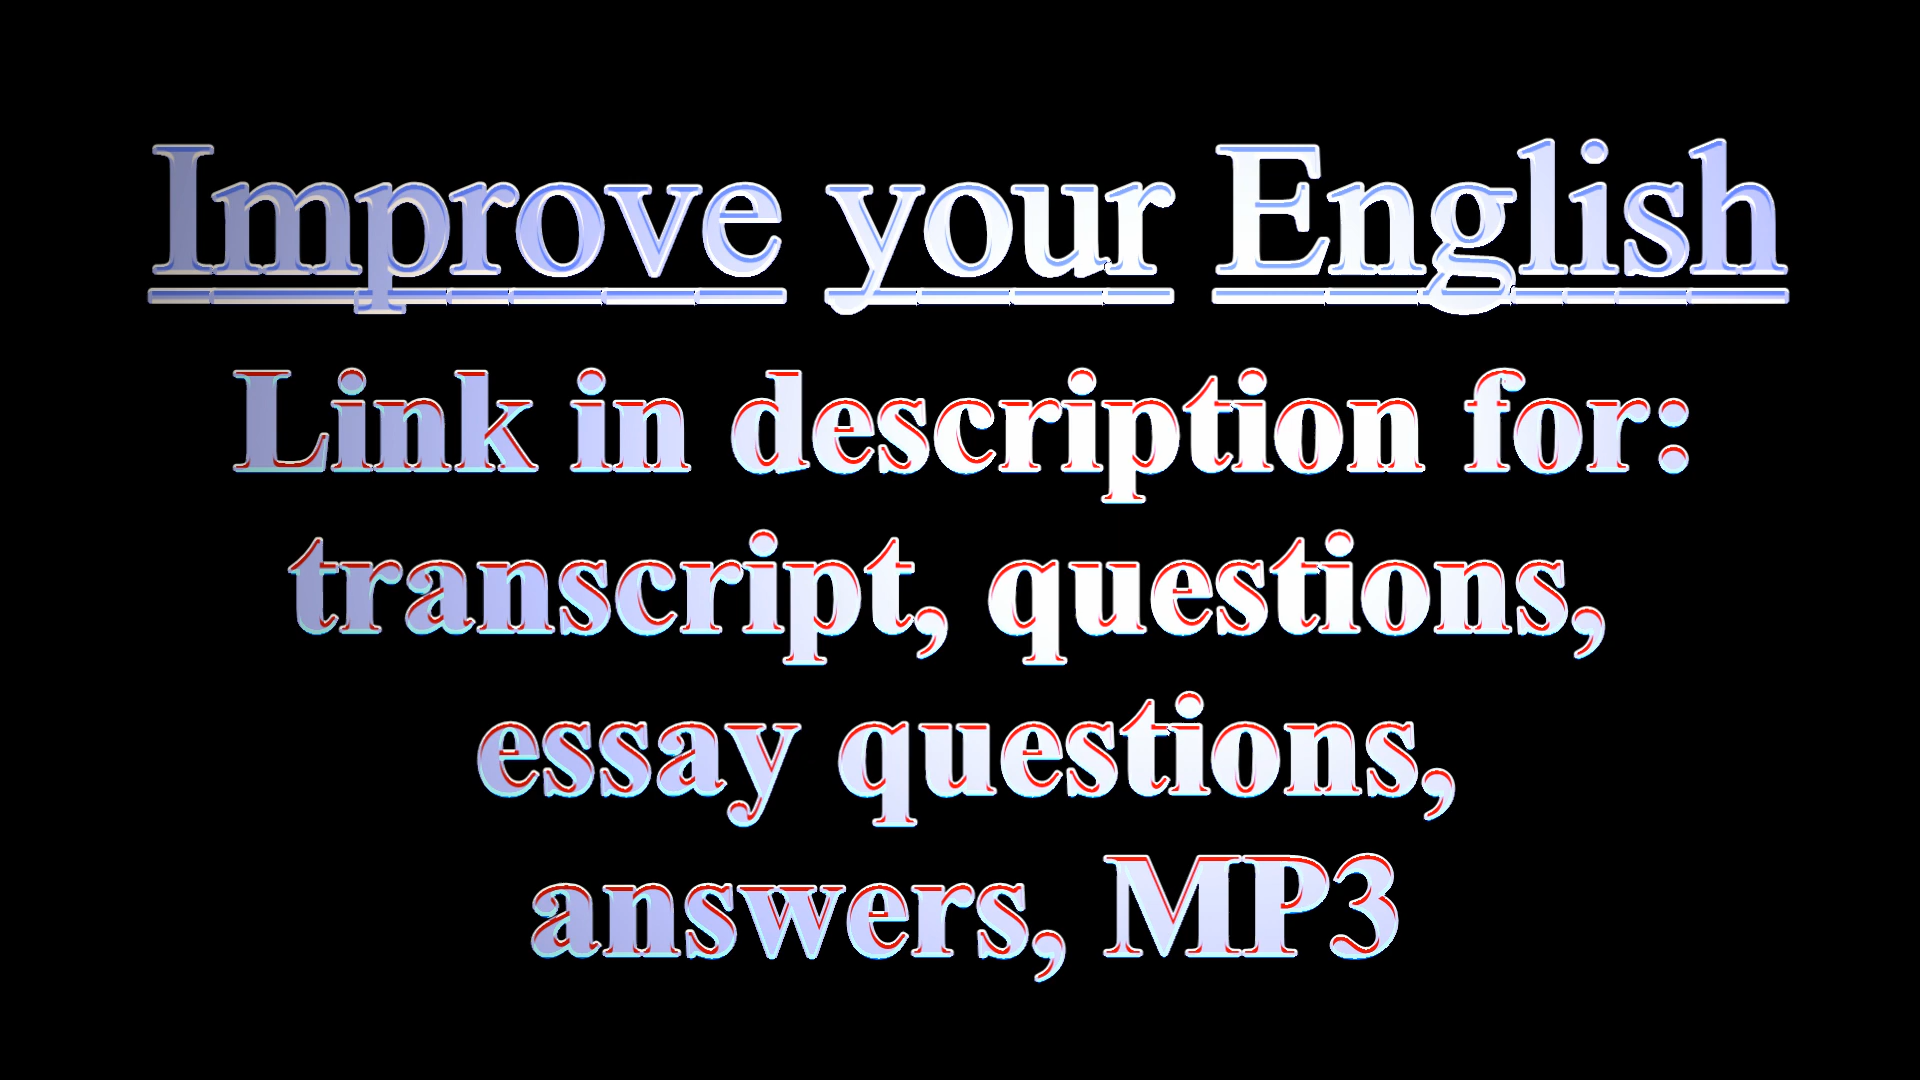 Improve your English
Link in description for:
transcript, questions,
essay questions,
answers, MP3